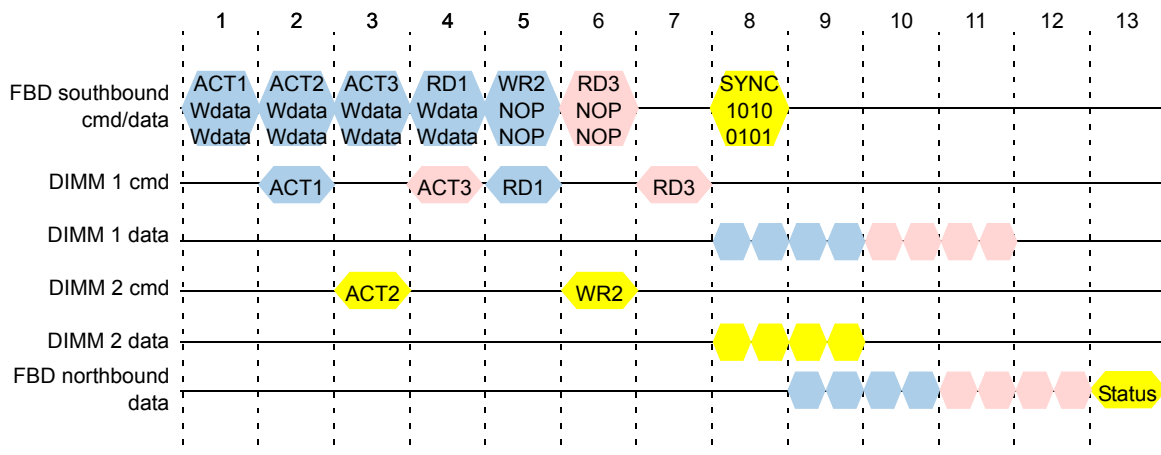 1 2 3 4 5 6 7 8 9 10 11 12 13
FBD southbound
cmd/data
ACT1 ACT2 ACT3 RD1 WR2 RD3 SYNC
Wdata Wdata Wdata Wdata NOP NOP 1010
Wdata Wdata Wdata Wdata NOP NOP 0101
DIMM 1 cmd ACT1 ACT3 RD1 RD3
DIMM 1 data
DIMM 2 cmd ACT2 WR2
DIMM 2 data
FBD northbound
data
Status